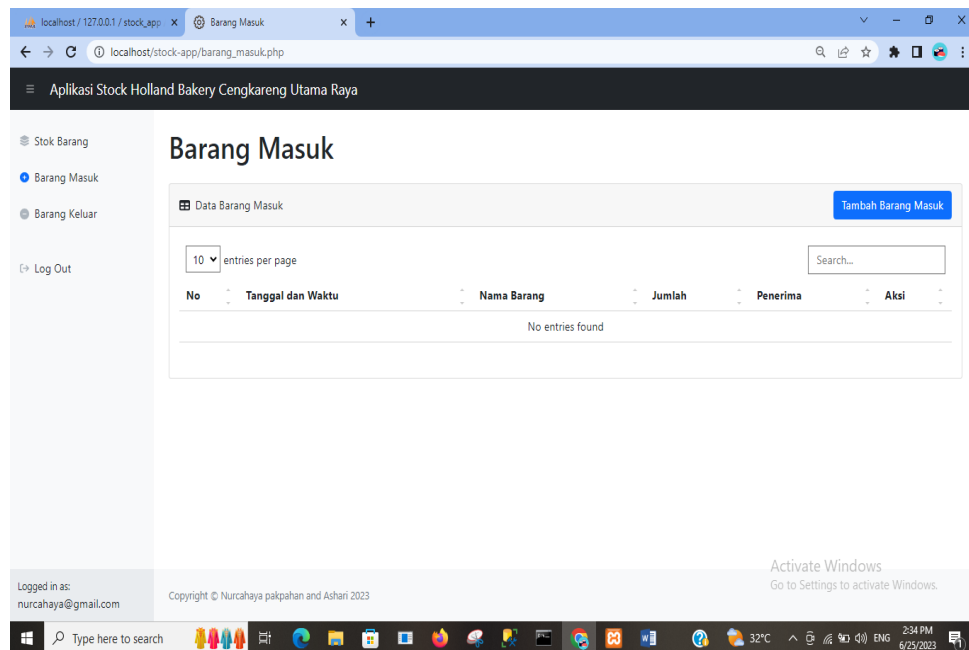 localhost / 127.0.0.1 / stock_app
Barang Masuk
localhost/stock-app/barang_masuk.php
Aplikasi Stock Holland Bakery Cengkareng Utama Raya
Stok Barang
Barang Masuk
Barang Keluar
Log Out
Barang Masuk
Data Barang Masuk
Tambah Barang Masuk
10 entries per page
Search...
No Tanggal dan Waktu Nama Barang Jumlah Penerima Aksi
No entries found
Activate Windows
Go to Settings to activate Windows.
Logged in as:
nurcahaya@gmail.com
Copyright © Nurcahaya pakpahan and Ashari 2023
Type here to search
32°C
ENG
2:34 PM
6/25/2023